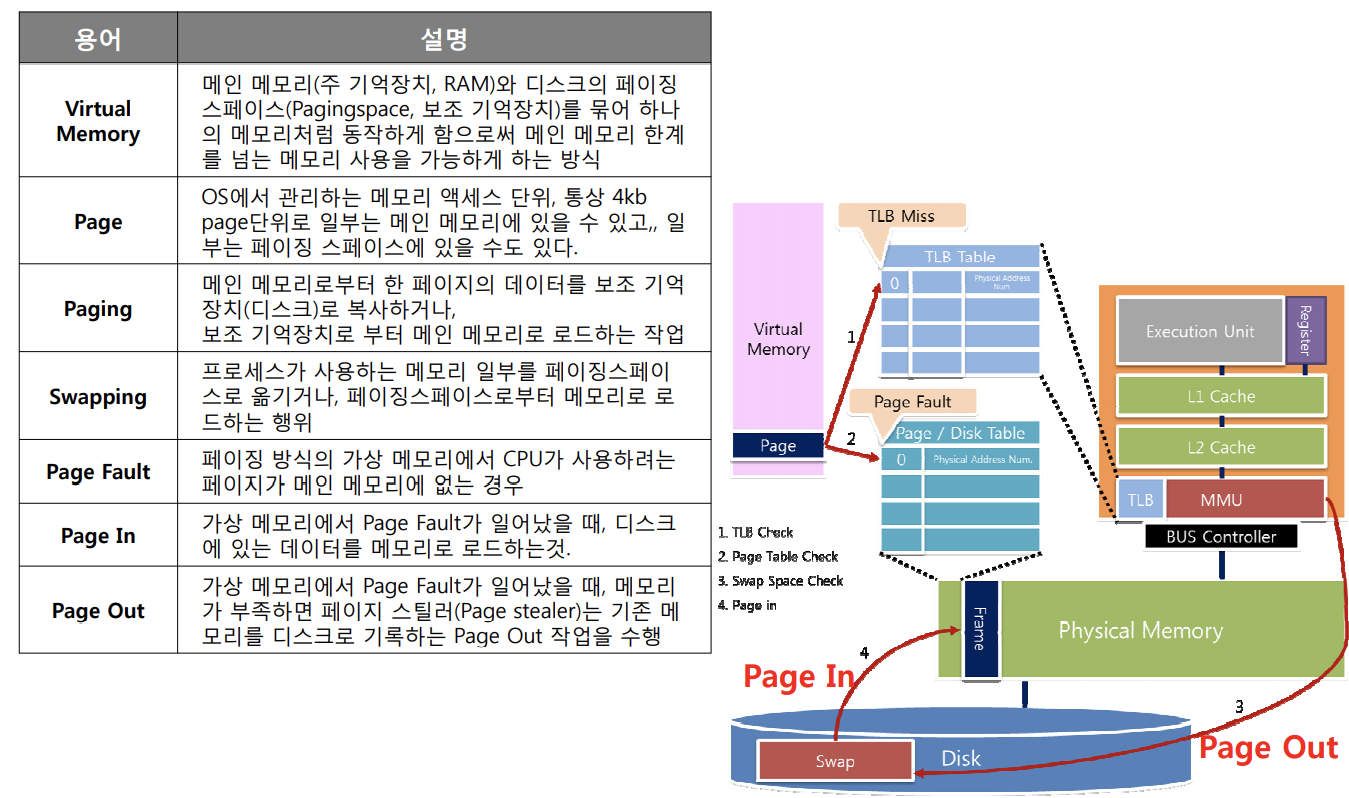 용어
설명
Virtual
Memory
메인 메모리(주 기억장치, RAM)와 디스크의 페이징
스페이스(Pagingspace, 보조 기억장치)를 묶어 하나
의 메모리처럼 동작하게 함으로써 메인 메모리 한계
를 넘는 메모리 사용을 가능하게 하는 방식
Page
OS에서 관리하는 메모리 액세스 단위, 통상 4kb
page단위로 일부는 메인 메모리에 있을 수 있고,, 일
부는 페이징 스페이스에 있을 수도 있다.
Paging
메인 메모리로부터 한 페이지의 데이터를 보조 기억
장치(디스크)로 복사하거나,
보조 기억장치로 부터 메인 메모리로 로드하는 작업
Swapping
프로세스가 사용하는 메모리 일부를 페이징스페이
스로 옮기거나, 페이징스페이스로부터 메모리로 로
드하는 행위
Page Fault
페이징 방식의 가상 메모리에서 CPU가 사용하려는
페이지가 메인 메모리에 없는 경우
Page In
가상 메모리에서 Page Fault가 일어났을 때, 디스크
에 있는 데이터를 메모리로 로드하는것.
Page Out
가상 메모리에서 Page Fault가 일어났을 때, 메모리
가 부족하면 페이지 스틸러(Page stealer)는 기존 메
모리를 디스크로 기록하는 Page Out 작업을 수행
TLB Miss
TLB Table
0
Physical Address
Num
Virtual
Memory
1
Page Fault
2
Page / Disk Table
Page
0
Physical Address Num.
1. TLB Check
2. Page Table Check
3. Swap Space Check
4. Page in
Execution Unit
Register
L1 Cache
L2 Cache
TLB
MMU
BUS Controller
Frame
Physical Memory
4
Page In
3
Page Out
Swap
Disk